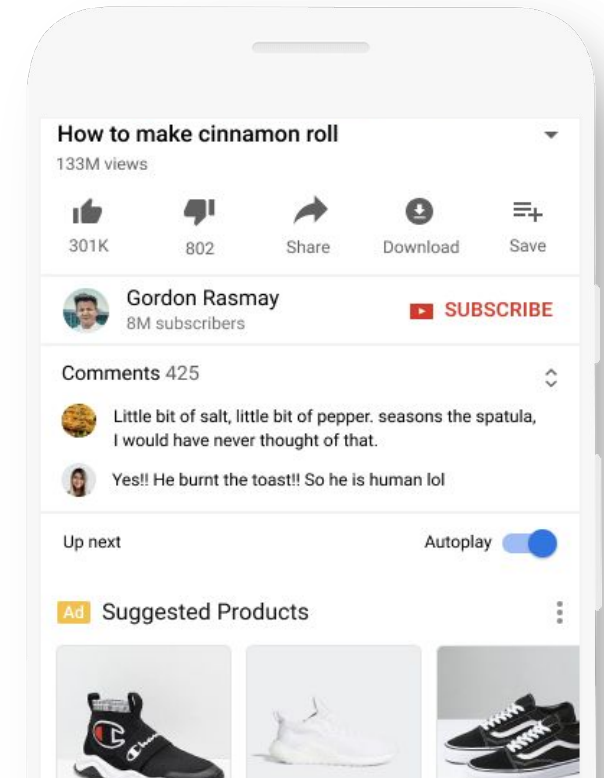 How to make cinnamon roll
133M views
301K
802
Share
Download
Save
Gordon Rasmay
8M subscribers
SUBSCRIBE
Comments 425
Little bit of salt, little bit of pepper. seasons the spatula,
I would have never thought of that.
Yes!! He burnt the toast!! So he is human lol
Up next
Autoplay
Ad Suggested Products